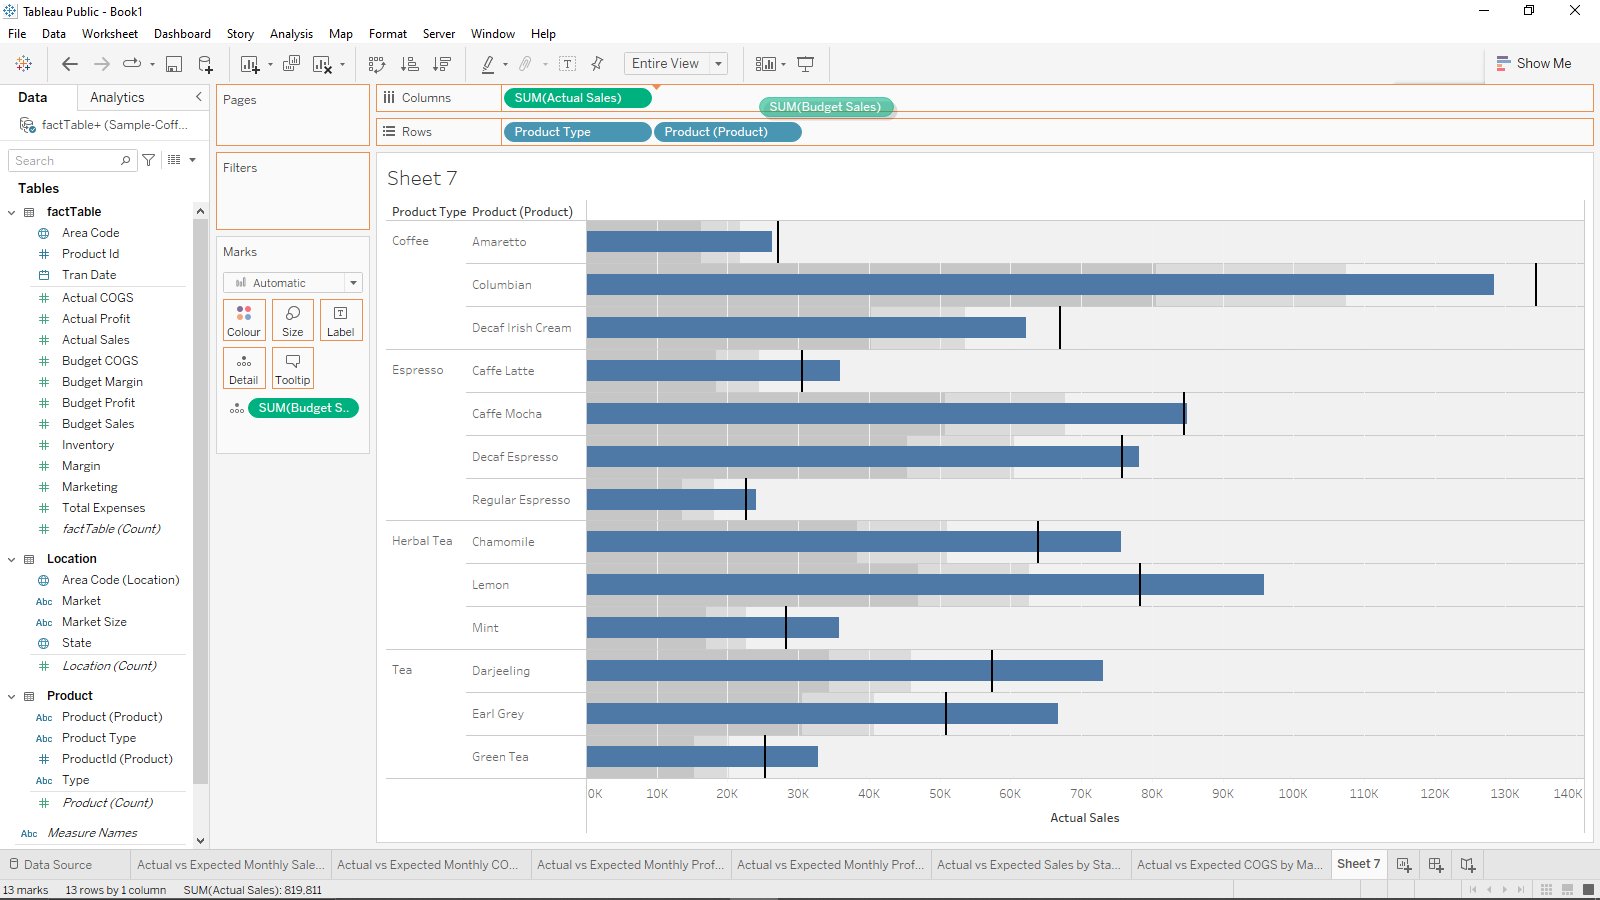 Tableau Public - Book1
File Data Worksheet Dashboard Story Analysis Map Format Server Window Help
Entire View
Show Me
Data Analytics
factTable+ (Sample-Coff...
Search
Tables
factTable
Area Code
Product Id
Tran Date
Actual COGS
Actual Profit
Actual Sales
Budget COGS
Budget Margin
Budget Profit
Budget Sales
Inventory
Margin
Marketing
Total Expenses
factTable (Count)
Location
Area Code (Location)
Abc Market
Abc Market Size
State
Location (Count)
Product
Abc Product (Product)
Abc Product Type
ProductId (Product)
Abc Type
Product (Count)
Abc Measure Names
Pages
Filters
Marks
Automatic
Colour Size Label
Detail Tooltip
SUM(Budget S..
Columns SUM(Actual Sales) SUM(Budget Sales)
Rows Product Type Product (Product)
Sheet 7
Product Type Product (Product)
Coffee Amaretto
Columbian
Decaf Irish Cream
Espresso Caffe Latte
Caffe Mocha
Decaf Espresso
Regular Espresso
Herbal Tea Chamomile
Lemon
Mint
Tea Darjeeling
Earl Grey
Green Tea
0K 10K 20K 30K 40K 50K 60K 70K 80K 90K 100K 110K 120K 130K 140K
Actual Sales
Data Source Actual vs Expected Monthly Sale... Actual vs Expected Monthly CO... Actual vs Expected Monthly Prof... Actual vs Expected Monthly Prof... Actual vs Expected Sales by Sta... Actual vs Expected COGS by Ma... Sheet 7
13 marks 13 rows by 1 column SUM(Actual Sales): 819,811